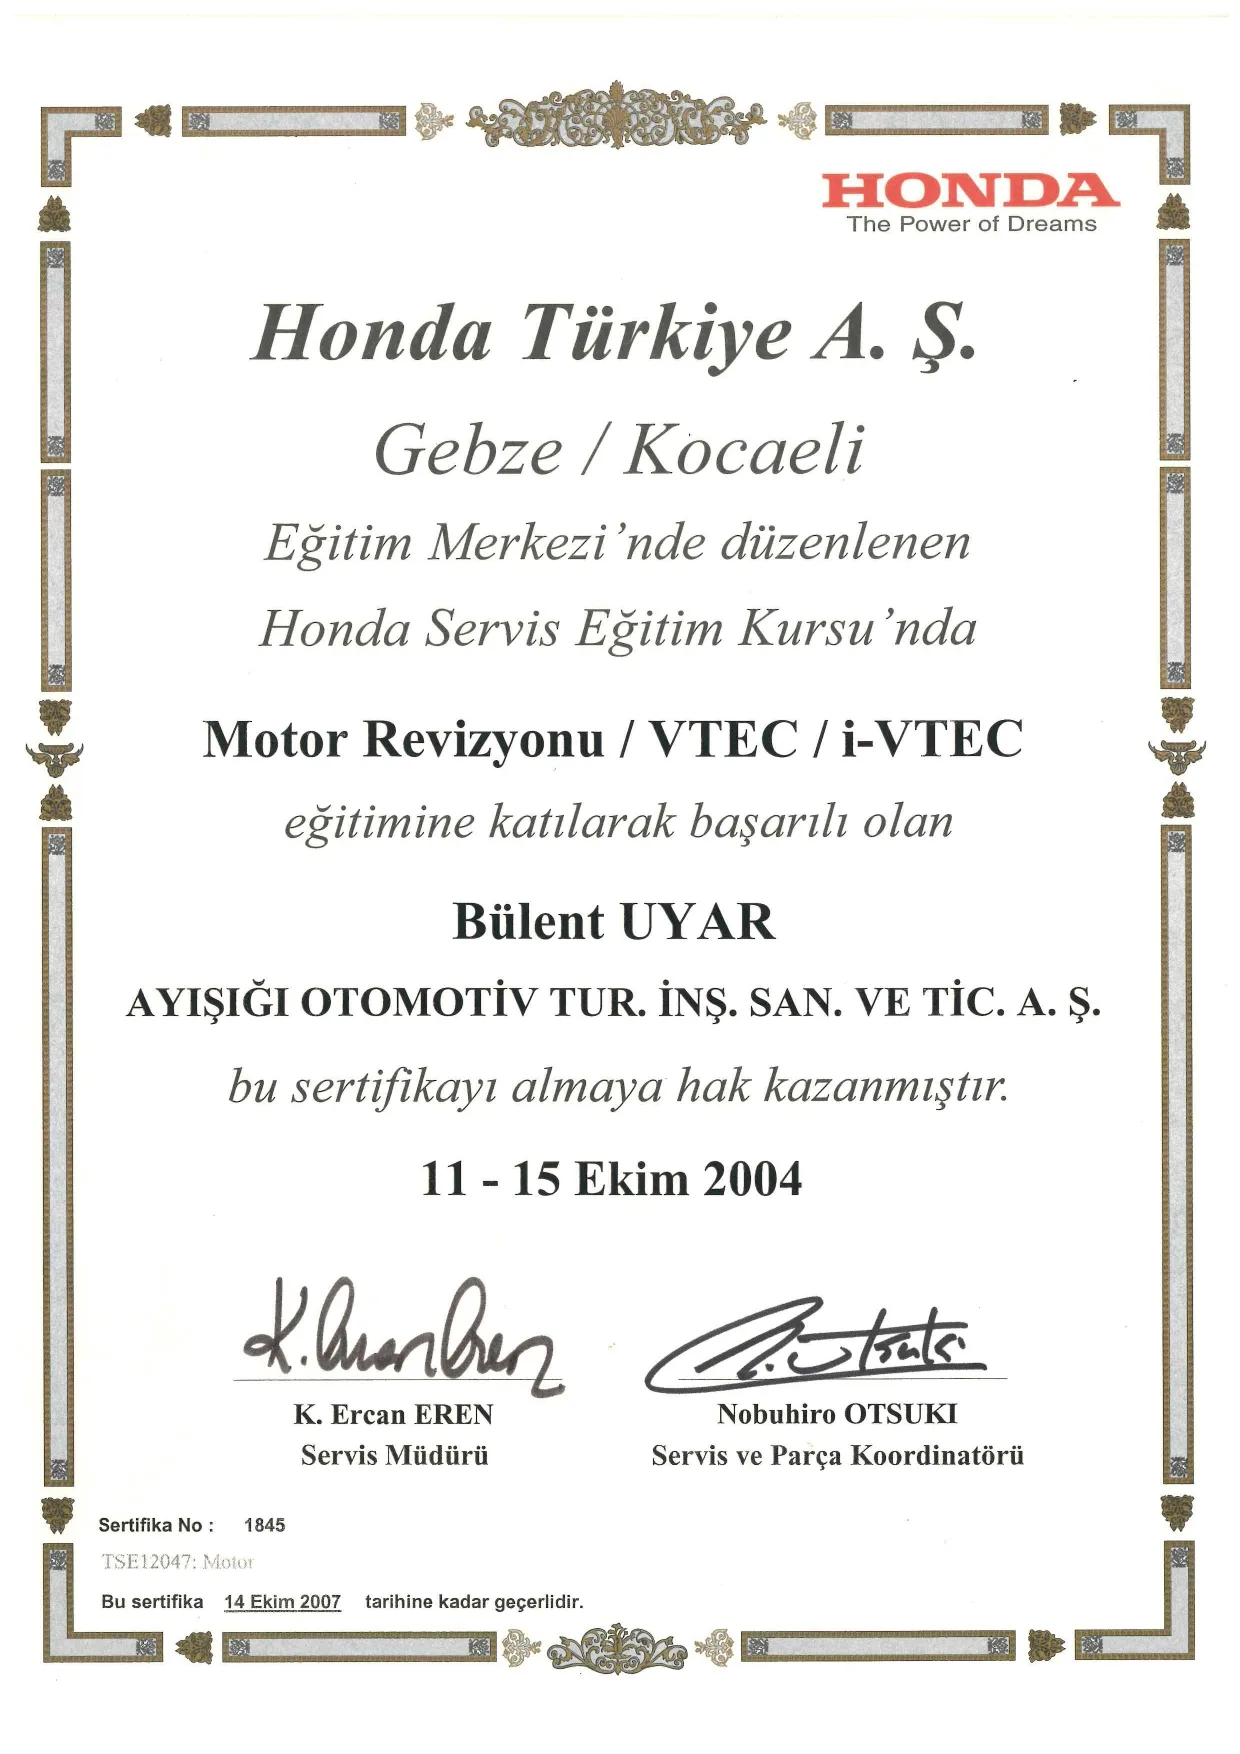 HONDA
The Power of Dreams
Honda Türkiye A. Ş.
Gebze / Kocaeli
Eğitim Merkezi'nde düzenlenen
Honda Servis Eğitim Kursu'nda
Motor Revizyonu / VTEC / i-VTEC
eğitimine katılarak başarılı olan
Bülent UYAR
AYIŞIĞI OTOMOTİV TUR. İNŞ. SAN. VE TİC. A. Ş.
bu sertifikayı almaya hak kazanmıştır.
11 - 15 Ekim 2004
K. Ercan Eren
N. Otsuki
K. Ercan EREN
Nobuhiro OTSUKI
Servis Müdürü
Servis ve Parça Koordinatörü
Sertifika No : 1845
TSE12047: Motor
Bu sertifika 14 Ekim 2007 tarihine kadar geçerlidir.